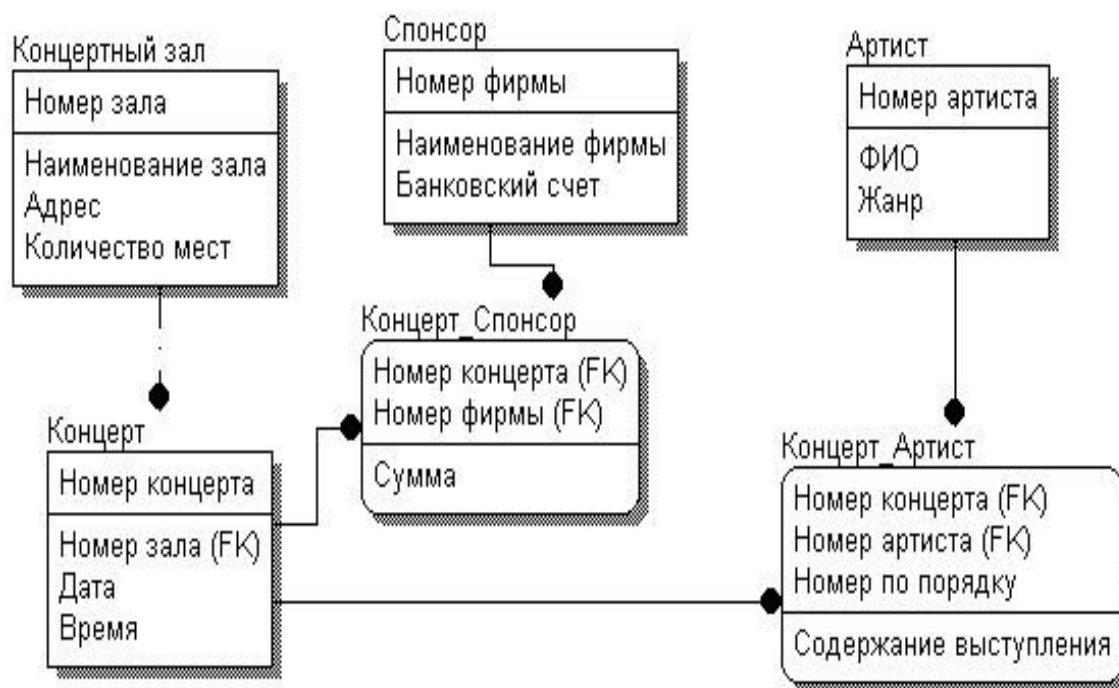 Концертный зал
Номер зала
Наименование зала
Адрес
Количество мест
Спонсор
Номер фирмы
Наименование фирмы
Банковский счет
Артист
Номер артиста
ФИО
Жанр
Концерт_Спонсор
Номер концерта (FK)
Номер фирмы (FK)
Сумма
Концерт
Номер концерта
Номер зала (FK)
Дата
Время
Концерт_Артист
Номер концерта (FK)
Номер артиста (FK)
Номер по порядку
Содержание выступления